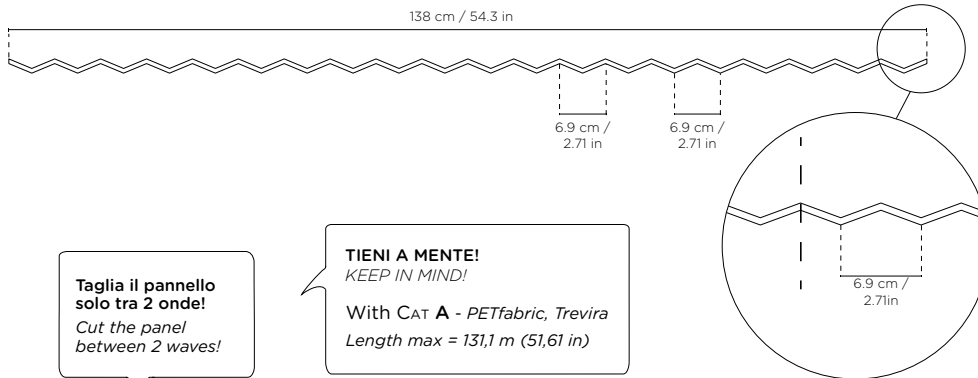 138 cm / 54.3 in
6.9 cm /
2.71 in
6.9 cm /
2.71 in
6.9 cm /
2.71in
Taglia il pannello
solo tra 2 onde!
Cut the panel
between 2 waves!
TIENI A MENTE!
KEEP IN MIND!
With CAT A - PETfabric, Trevira
Length max = 131,1 m (51,61 in)